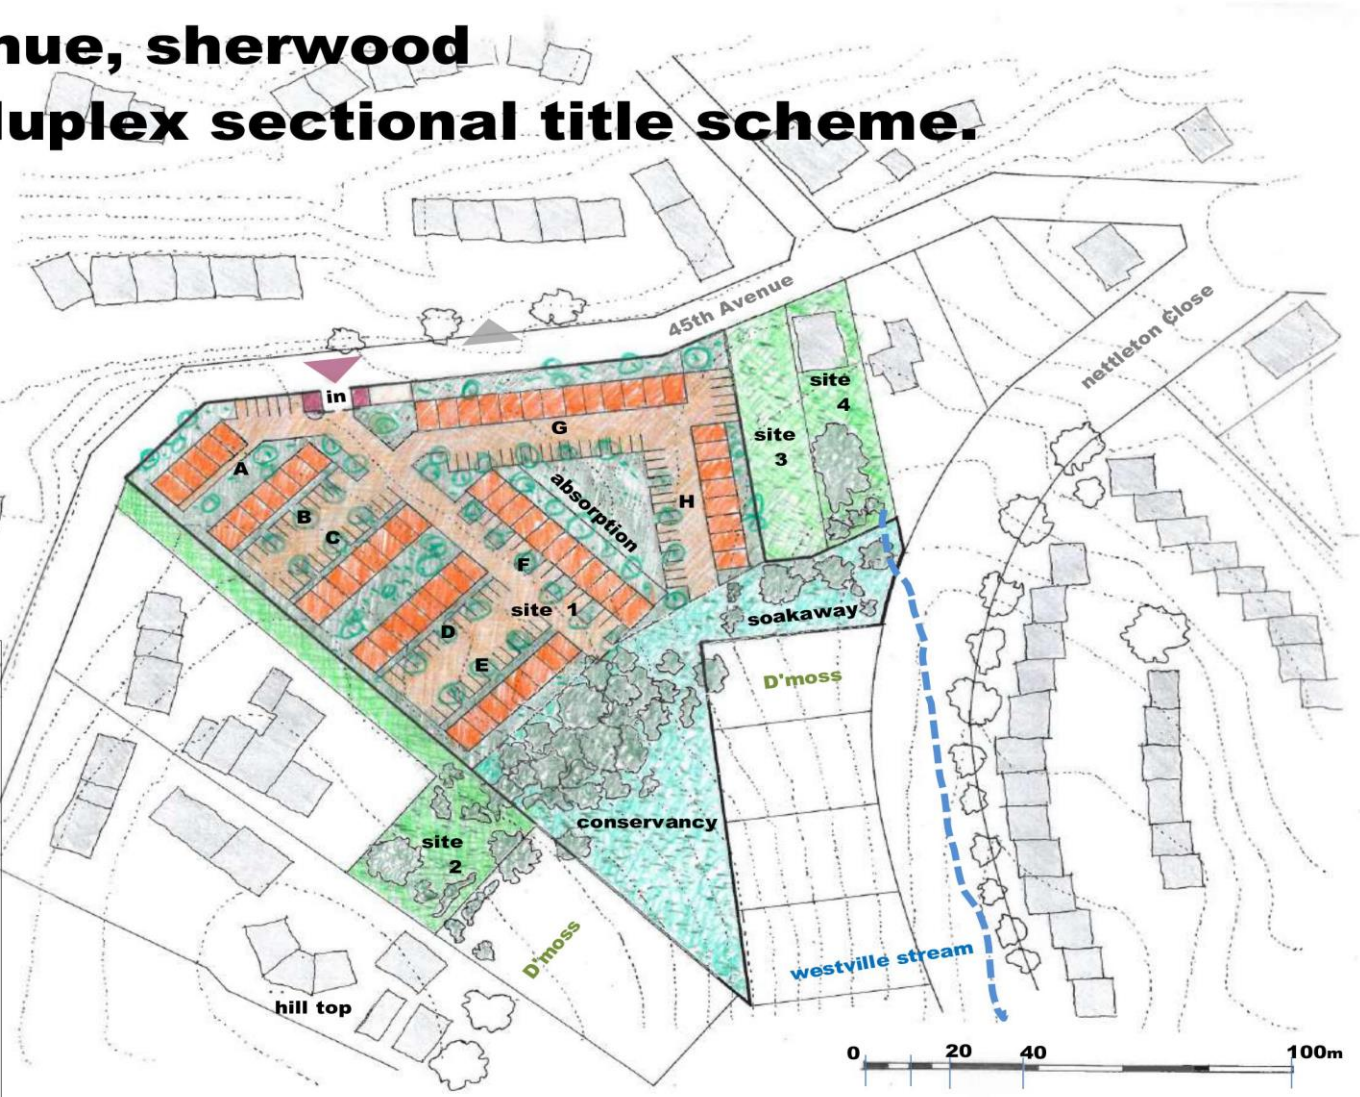 nue, sherwood
duplex sectional title scheme.
45th Avenue
nettleton Close
in
site
4
site
3
G
A
absorption
H
B
C
F
site 1
soakaway
D
E
D'moss
conservancy
site
2
D'moss
westville stream
hill top
0 20 40 100m